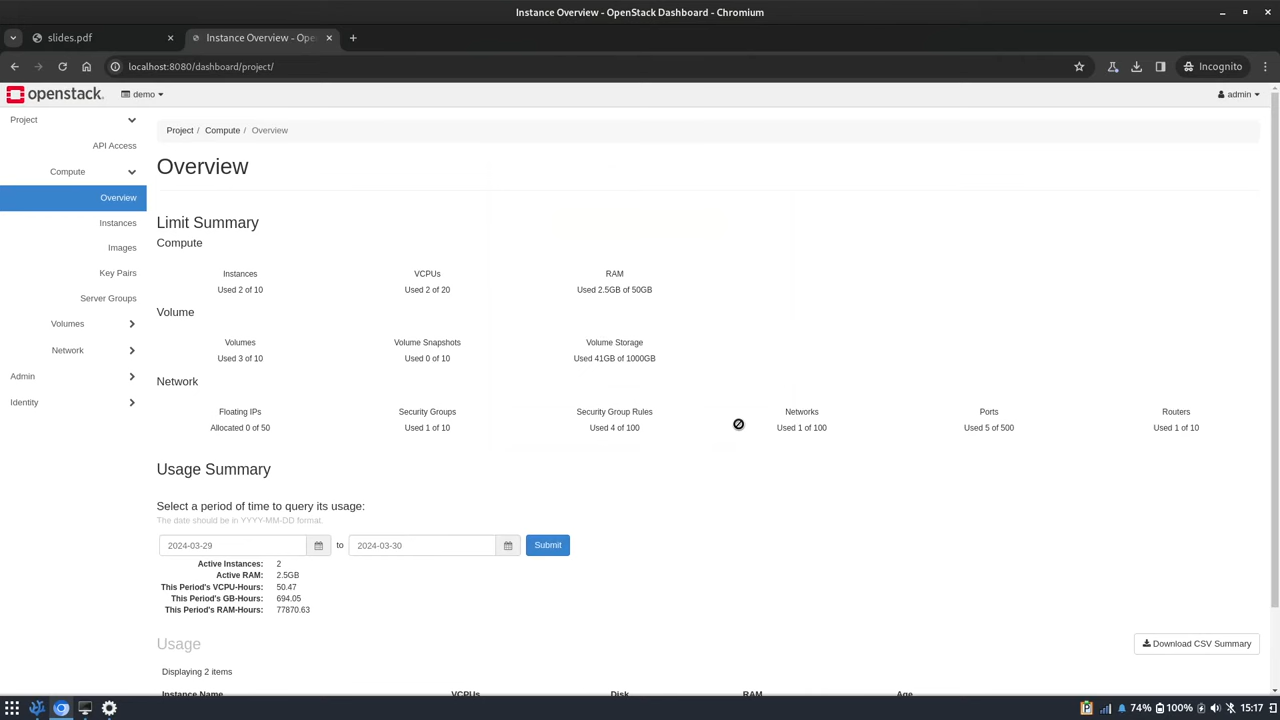 Instance Overview - OpenStack Dashboard - Chromium
slides.pdf
Instance Overview - Ope
localhost:8080/dashboard/project/
Incognito
openstack.
demo
admin
Project
API Access
Compute
Overview
Instances
Images
Key Pairs
Server Groups
Volumes
Network
Admin
Identity
Project / Compute / Overview
Overview
Limit Summary
Compute
Instances VCPUs RAM
Used 2 of 10 Used 2 of 20 Used 2.5GB of 50GB
Volume
Volumes Volume Snapshots Volume Storage
Used 3 of 10 Used 0 of 10 Used 41GB of 1000GB
Network
Floating IPs Security Groups Security Group Rules Networks Ports Routers
Allocated 0 of 50 Used 1 of 10 Used 4 of 100 Used 1 of 100 Used 5 of 500 Used 1 of 10
Usage Summary
Select a period of time to query its usage:
The date should be in YYYY-MM-DD format.
2024-03-29 to 2024-03-30 Submit
Active Instances: 2
Active RAM: 2.5GB
This Period's VCPU-Hours: 50.47
This Period's GB-Hours: 694.05
This Period's RAM-Hours: 77870.63
Usage
Download CSV Summary
Displaying 2 items
Instance Name VCPUs Disk RAM Age
74% 100% 15:17